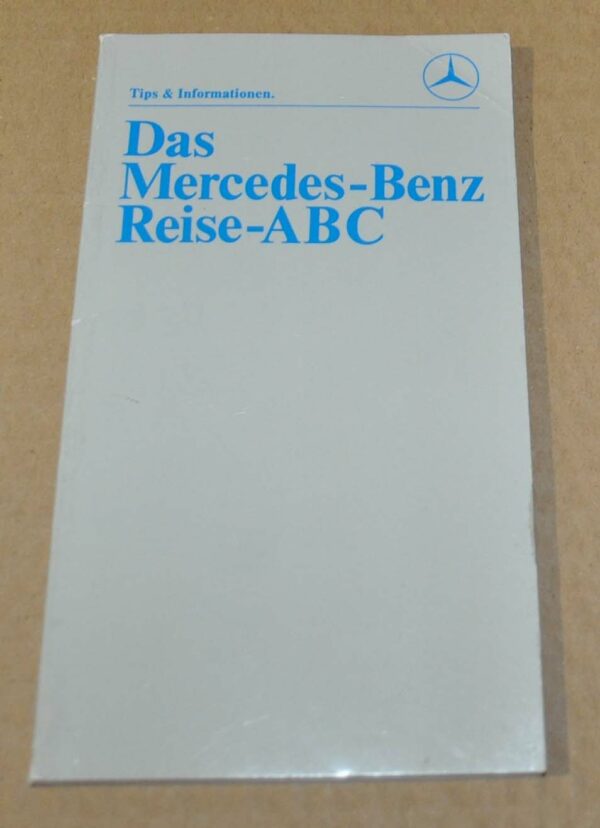 Tips & Informationen.
Das
Mercedes-Benz
Reise-ABC